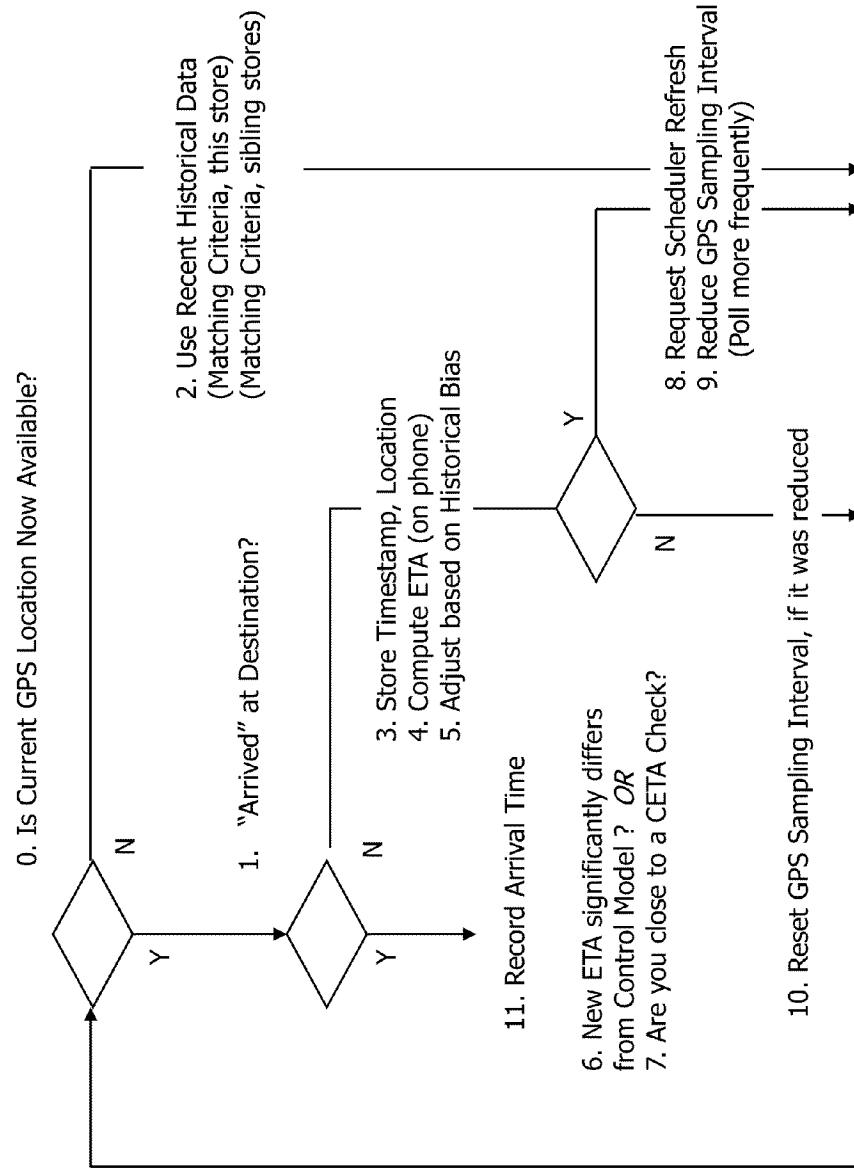 0. Is Current GPS Location Now Available?
N
Y
2. Use Recent Historical Data
(Matching Criteria, this store)
(Matching Criteria, sibling stores)
1. “Arrived” at Destination?
N
Y
3. Store Timestamp, Location
4. Compute ETA (on phone)
5. Adjust based on Historical Bias
11. Record Arrival Time
6. New ETA significantly differs
from Control Model ? OR
7. Are you close to a CETA Check?
Y
N
8. Request Scheduler Refresh
9. Reduce GPS Sampling Interval
(Poll more frequently)
10. Reset GPS Sampling Interval, if it was reduced